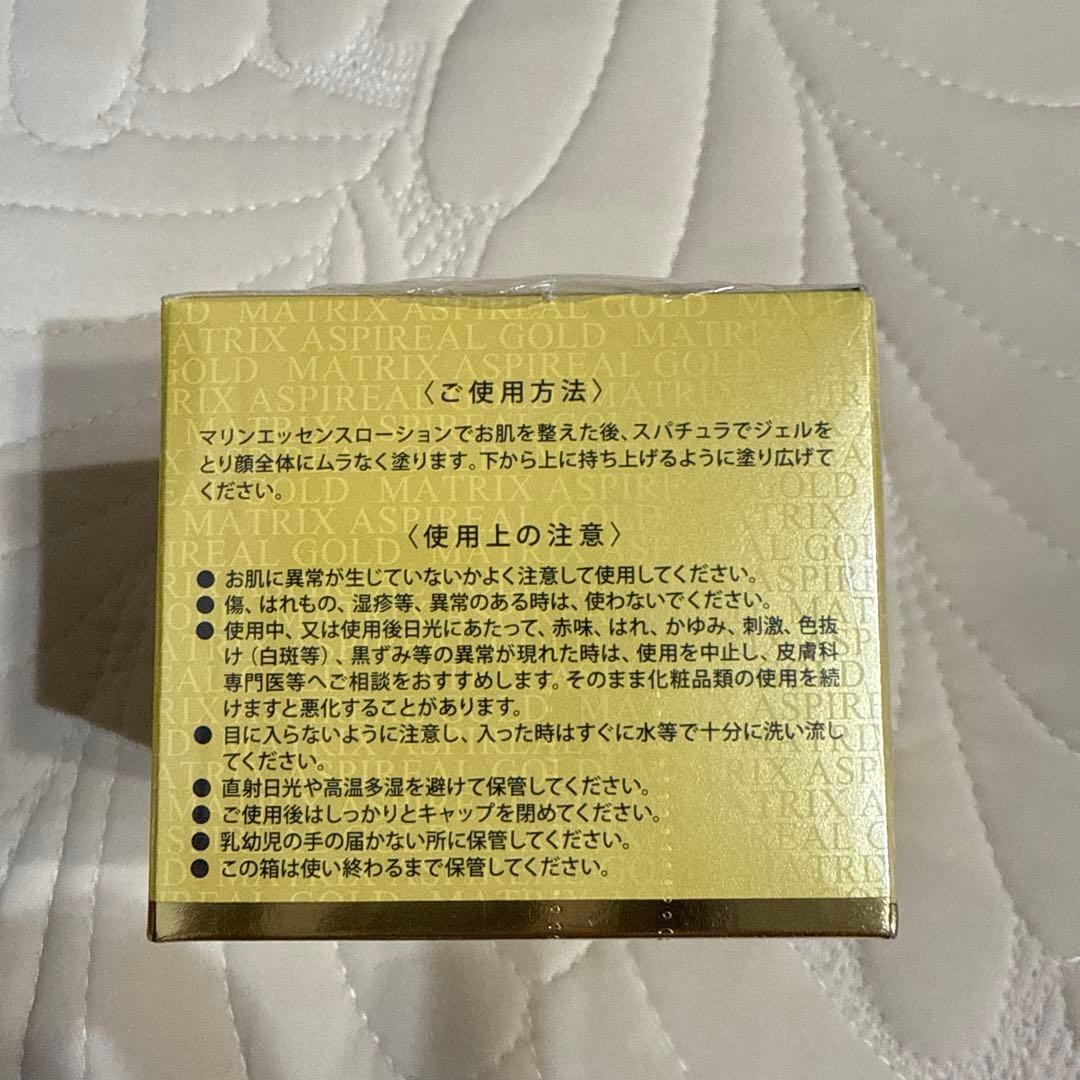 D MATRIX ASPIREAL GOLD MATRIX
ATRIX ASPIREAL GOLD MATRIX
GOLD MATRIX ASPIREAL GOLD
RIX ASPIREAL
〈ご使用方法〉
マリンエッセンスローションでお肌を整えた後、スパチュラでジェルを
とり顔全体にムラなく塗ります。下から上に持ち上げるように塗り広げて
ください。
MATRIX ASPIREAL GOLD
〈使用上の注意〉
● お肌に異常が生じていないかよく注意して使用してください。
● 傷、はれもの、湿疹等、異常のある時は、使わないでください。
● 使用中、又は使用後日光にあたって、赤味、はれ、かゆみ、刺激、色抜
け（白斑等）、黒ずみ等の異常が現れた時は、使用を中止し、皮膚科
専門医等へご相談をおすすめします。そのまま化粧品類の使用を続
けますと悪化することがあります。
● 目に入らないように注意し、入った時はすぐに水等で十分に洗い流し
てください。
● 直射日光や高温多湿を避けて保管してください。
● ご使用後はしっかりとキャップを閉めてください。
● 乳幼児の手の届かない所に保管してください。
● この箱は使い終わるまで保管してください。